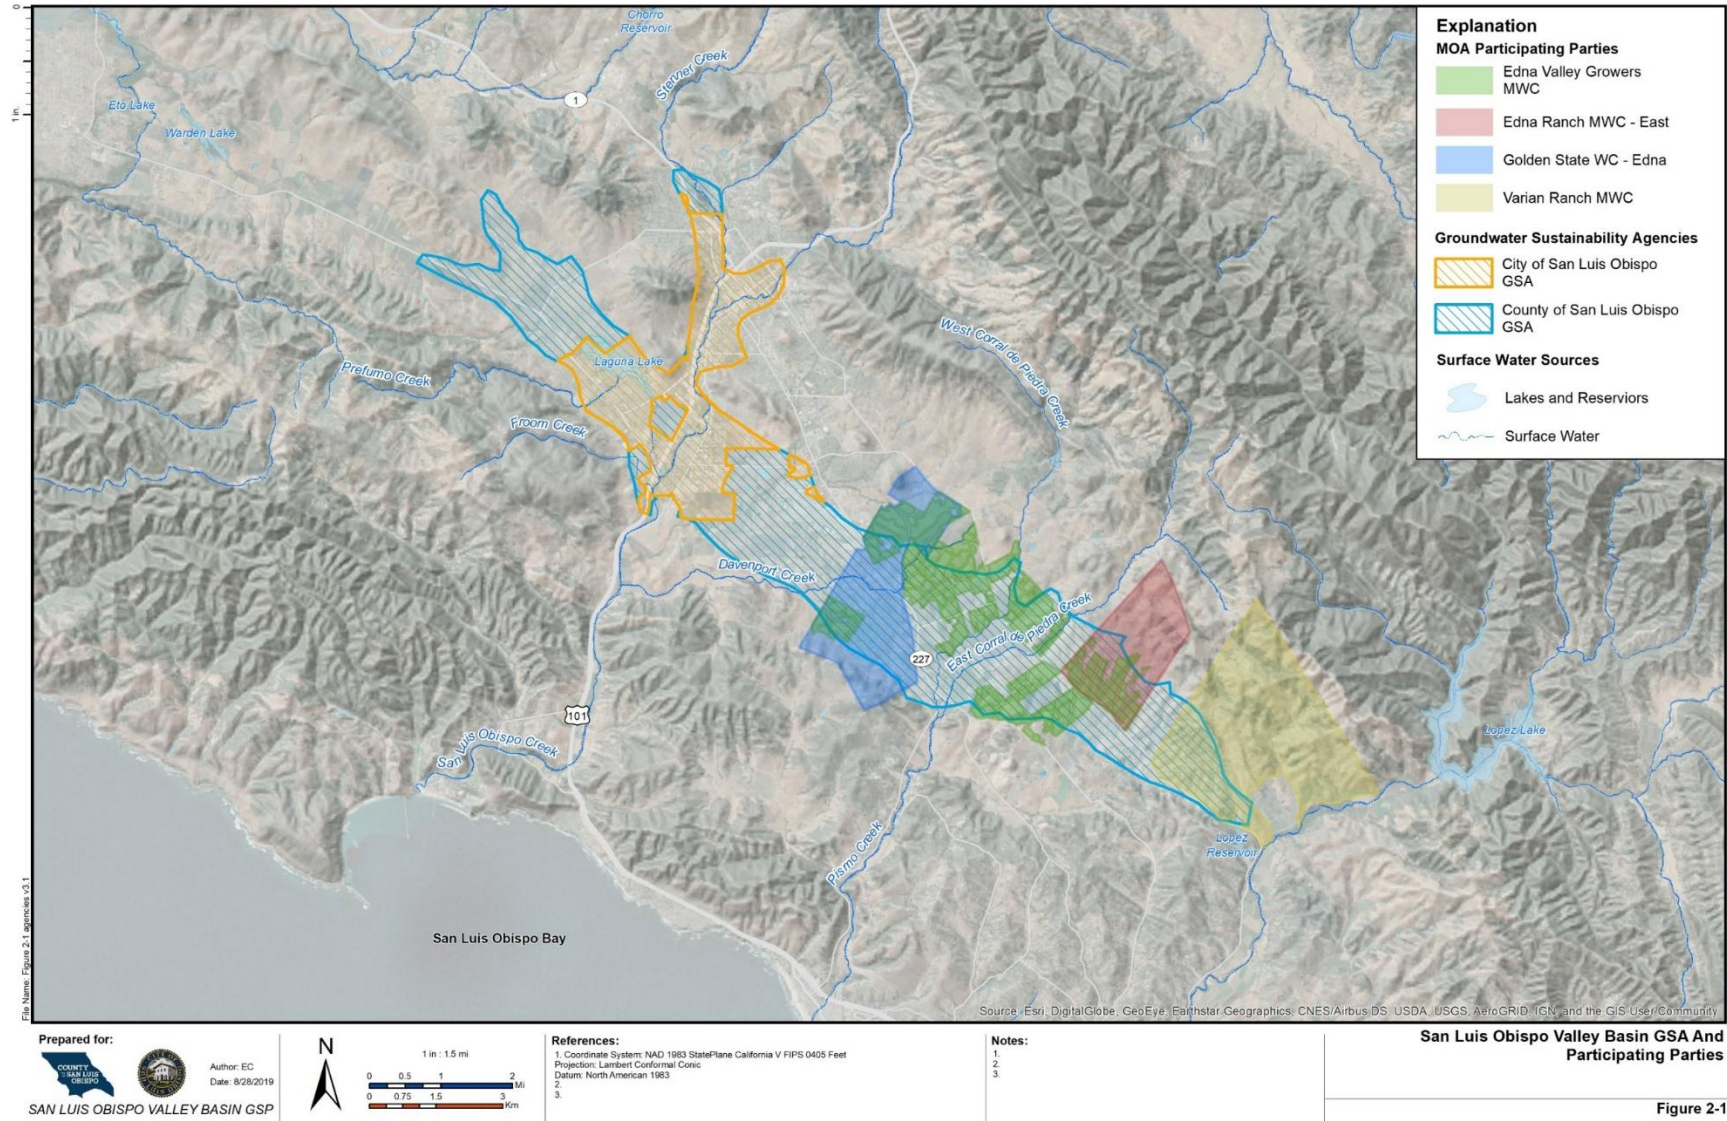 0
1 in.
Chorro
Reservoir
Stenner Creek
1
Eto Lake
Warden Lake
Laguna Lake
Prefumo Creek
Froom Creek
West Corral de Piedra Creek
Davenport Creek
East Corral de Piedra Creek
227
101
San Luis Obispo Creek
Pismo Creek
Lopez Lake
Lopez
Reservoir
San Luis Obispo Bay
Explanation
MOA Participating Parties
Edna Valley Growers
MWC
Edna Ranch MWC - East
Golden State WC - Edna
Varian Ranch MWC
Groundwater Sustainability Agencies
City of San Luis Obispo
GSA
County of San Luis Obispo
GSA
Surface Water Sources
Lakes and Reserviors
Surface Water
Source: Esri, DigitalGlobe, GeoEye, Earthstar Geographics, CNES/Airbus DS, USDA, USGS, AeroGRID, IGN, and the GIS User Community
File Name: Figure 2-1 agencies v3.1
Prepared for:
COUNTY
SAN LUIS
OBISPO
Author: EC
Date: 8/28/2019
SAN LUIS OBISPO VALLEY BASIN GSP
N
1 in : 1.5 mi
0 0.5 1 2
Mi
0 0.75 1.5 3
Km
References:
1. Coordinate System: NAD 1983 StatePlane California V FIPS 0405 Feet
Projection: Lambert Conformal Conic
Datum: North American 1983
2.
3.
Notes:
1.
2.
3.
San Luis Obispo Valley Basin GSA And
Participating Parties
Figure 2-1